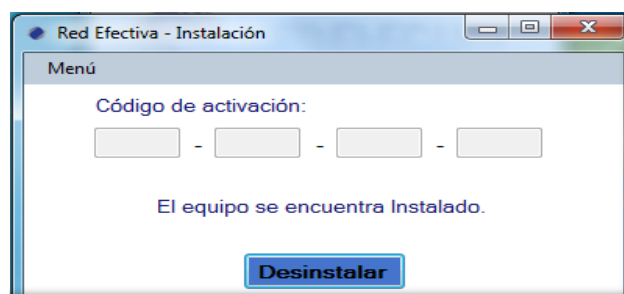 Red Efectiva - Instalación
Menú
Código de activación:
- - -
El equipo se encuentra Instalado.
Desinstalar